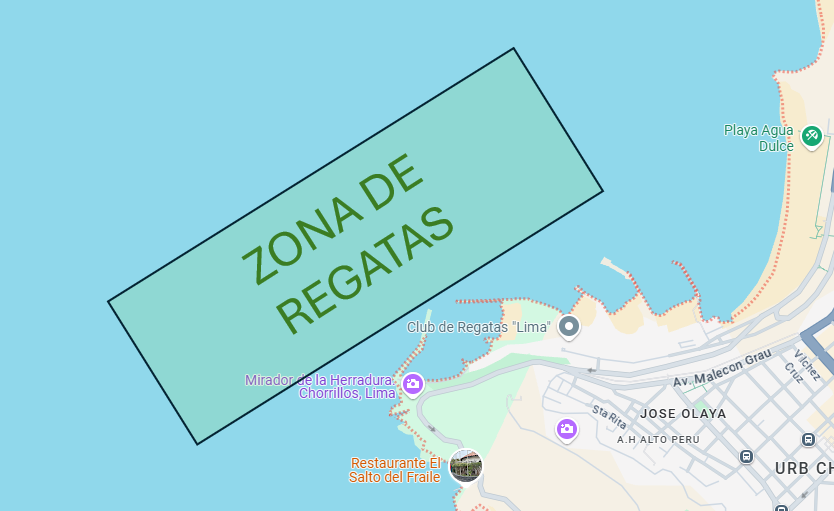 ZONA DE
REGATAS
Playa Agua
Dulce
Club de Regatas "Lima"
Mirador de la Herradura,
Chorrillos, Lima
Av. Malecon Grau
Vilchez
Cruz
Sta Rita
JOSE OLAYA
A.H ALTO PERU
Restaurante El
Salto del Fraile
URB CH